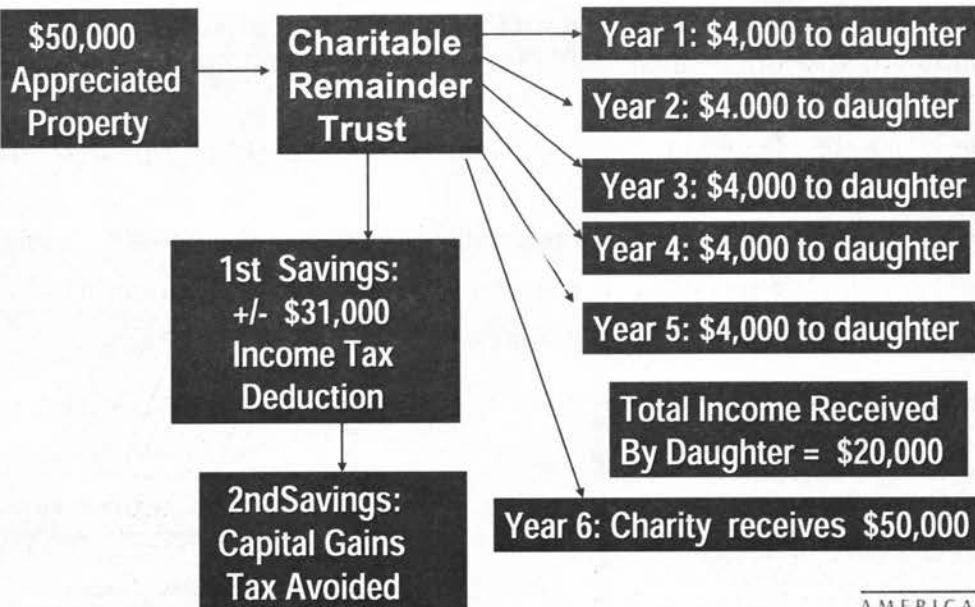 $50,000
Appreciated
Property
Charitable
Remainder
Trust
Year 1: $4,000 to daughter
Year 2: $4.000 to daughter
Year 3: $4,000 to daughter
Year 4: $4,000 to daughter
Year 5: $4,000 to daughter
1st Savings:
+/- $31,000
Income Tax
Deduction
Total Income Received
By Daughter = $20,000
2ndSavings:
Capital Gains
Tax Avoided
Year 6: Charity receives $50,000
AMERICA